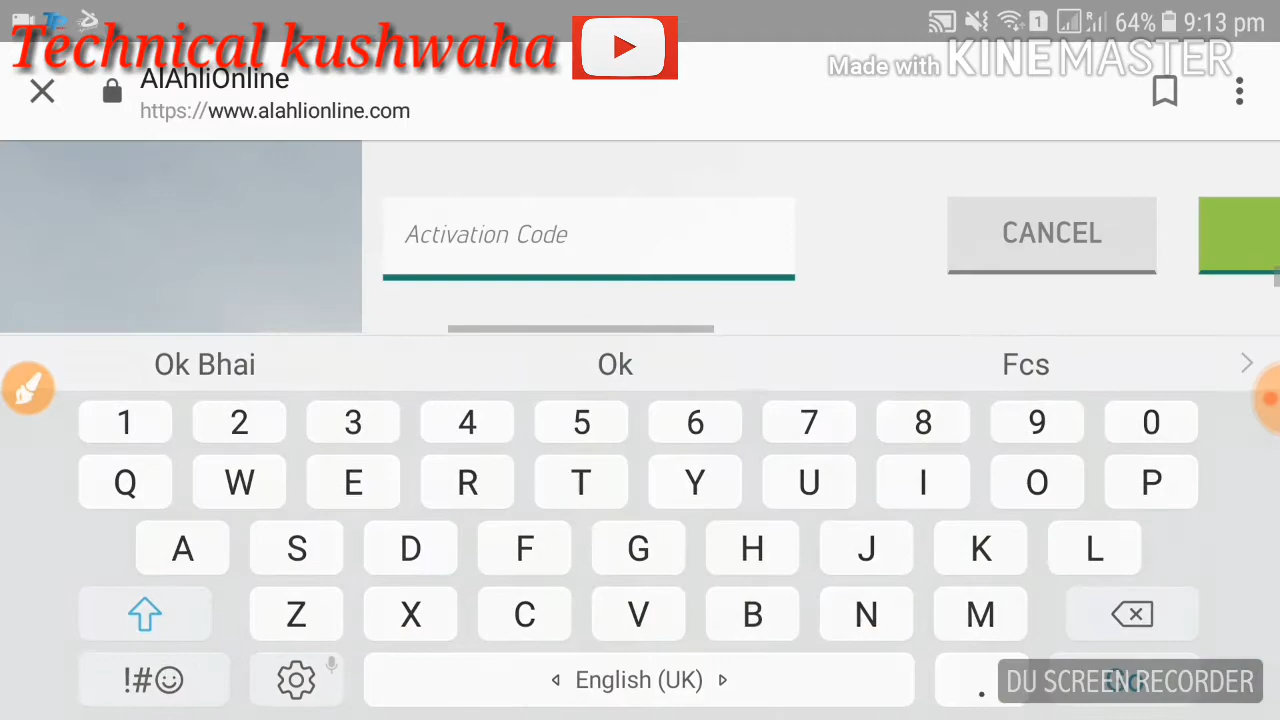 Technical kushwaha
1 64% 9:13 pm
Made with KINEMASTER
AlAhliOnline
https://www.alahlionline.com
Activation Code
CANCEL
Ok Bhai Ok Fcs
1 2 3 4 5 6 7 8 9 0
Q W E R T Y U I O P
A S D F G H J K L
Z X C V B N M
!#☺ English (UK) .
DU SCREEN RECORDER